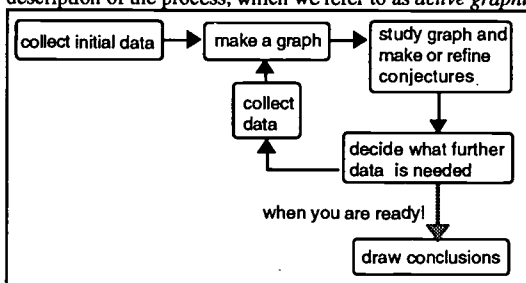 description of the process, which we refer to as active graphi
collect initial data
make a graph
study graph and
make or refine
conjectures
collect
data
decide what further
data is needed
when you are ready!
draw conclusions